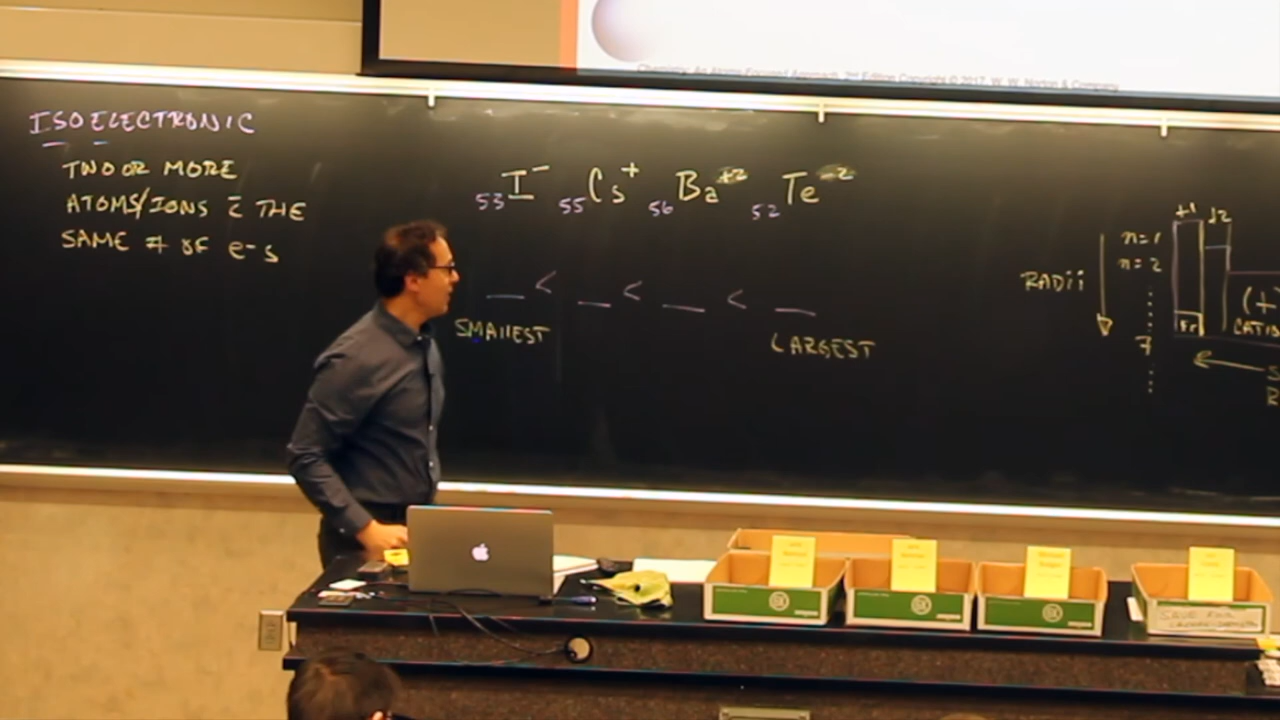 Chemistry: An Atoms Focused Approach, 2nd Edition Copyright © 2017, W. W. Norton & Company
ISOELECTRONIC
TWO OR MORE
ATOMS/IONS c̄ THE
SAME # OF e-s
53I⁻ 55Cs⁺ 56Ba⁺² 52Te⁻²
_ < _ < _ < _
SMALLEST
LARGEST
RADii
n=1
n=2
7
+1 +2
Fr
(+)